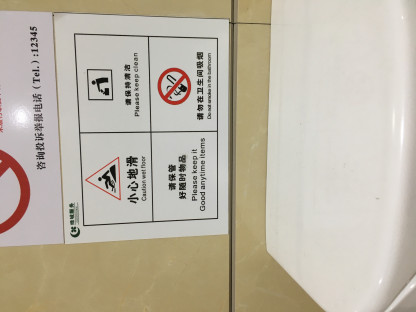 咨询投诉举报电话（Tel.）:12345
请保持清洁
Please keep clean
请勿在卫生间吸烟
Do not smoke in the bathroom
小心地滑
Caution wet floor
请保管
好随时物品
Please keep it
Good anytime items